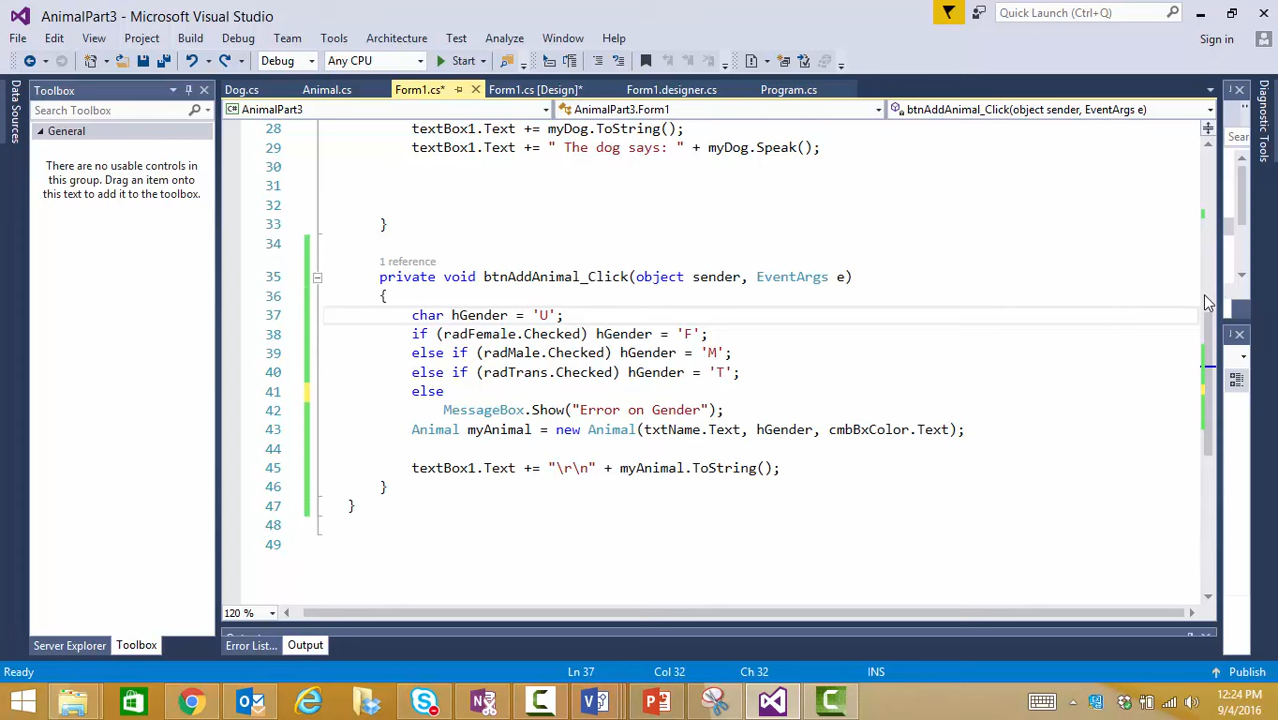 AnimalPart3 - Microsoft Visual Studio
Quick Launch (Ctrl+Q)
File Edit View Project Build Debug Team Tools Architecture Test Analyze Window Help
Sign in
Debug Any CPU Start
Data Sources
Toolbox
Search Toolbox
General
There are no usable controls in
this group. Drag an item onto
this text to add it to the toolbox.
Dog.cs Animal.cs Form1.cs* Form1.cs [Design]* Form1.designer.cs Program.cs
AnimalPart3 AnimalPart3.Form1 btnAddAnimal_Click(object sender, EventArgs e)
28 textBox1.Text += myDog.ToString();
29 textBox1.Text += " The dog says: " + myDog.Speak();
30
31
32
33 }
34
1 reference
35 private void btnAddAnimal_Click(object sender, EventArgs e)
36 {
37 char hGender = 'U';
38 if (radFemale.Checked) hGender = 'F';
39 else if (radMale.Checked) hGender = 'M';
40 else if (radTrans.Checked) hGender = 'T';
41 else
42 MessageBox.Show("Error on Gender");
43 Animal myAnimal = new Animal(txtName.Text, hGender, cmbBxColor.Text);
44
45 textBox1.Text += "\r\n" + myAnimal.ToString();
46 }
47 }
48
49
120 %
Sear
Diagnostic Tools
Server Explorer Toolbox
Error List... Output
Ready Ln 37 Col 32 Ch 32 INS Publish
12:24 PM
9/4/2016